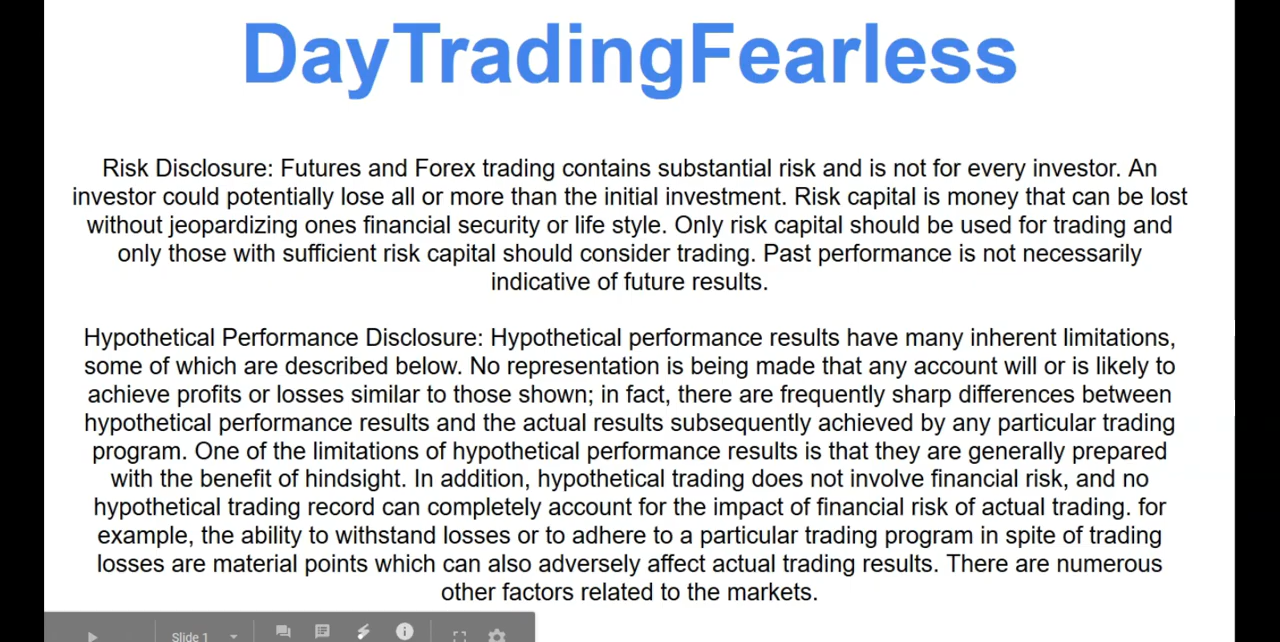 DayTradingFearless
Risk Disclosure: Futures and Forex trading contains substantial risk and is not for every investor. An
investor could potentially lose all or more than the initial investment. Risk capital is money that can be lost
without jeopardizing ones financial security or life style. Only risk capital should be used for trading and
only those with sufficient risk capital should consider trading. Past performance is not necessarily
indicative of future results.
Hypothetical Performance Disclosure: Hypothetical performance results have many inherent limitations,
some of which are described below. No representation is being made that any account will or is likely to
achieve profits or losses similar to those shown; in fact, there are frequently sharp differences between
hypothetical performance results and the actual results subsequently achieved by any particular trading
program. One of the limitations of hypothetical performance results is that they are generally prepared
with the benefit of hindsight. In addition, hypothetical trading does not involve financial risk, and no
hypothetical trading record can completely account for the impact of financial risk of actual trading. for
example, the ability to withstand losses or to adhere to a particular trading program in spite of trading
losses are material points which can also adversely affect actual trading results. There are numerous
other factors related to the markets.
Slide 1